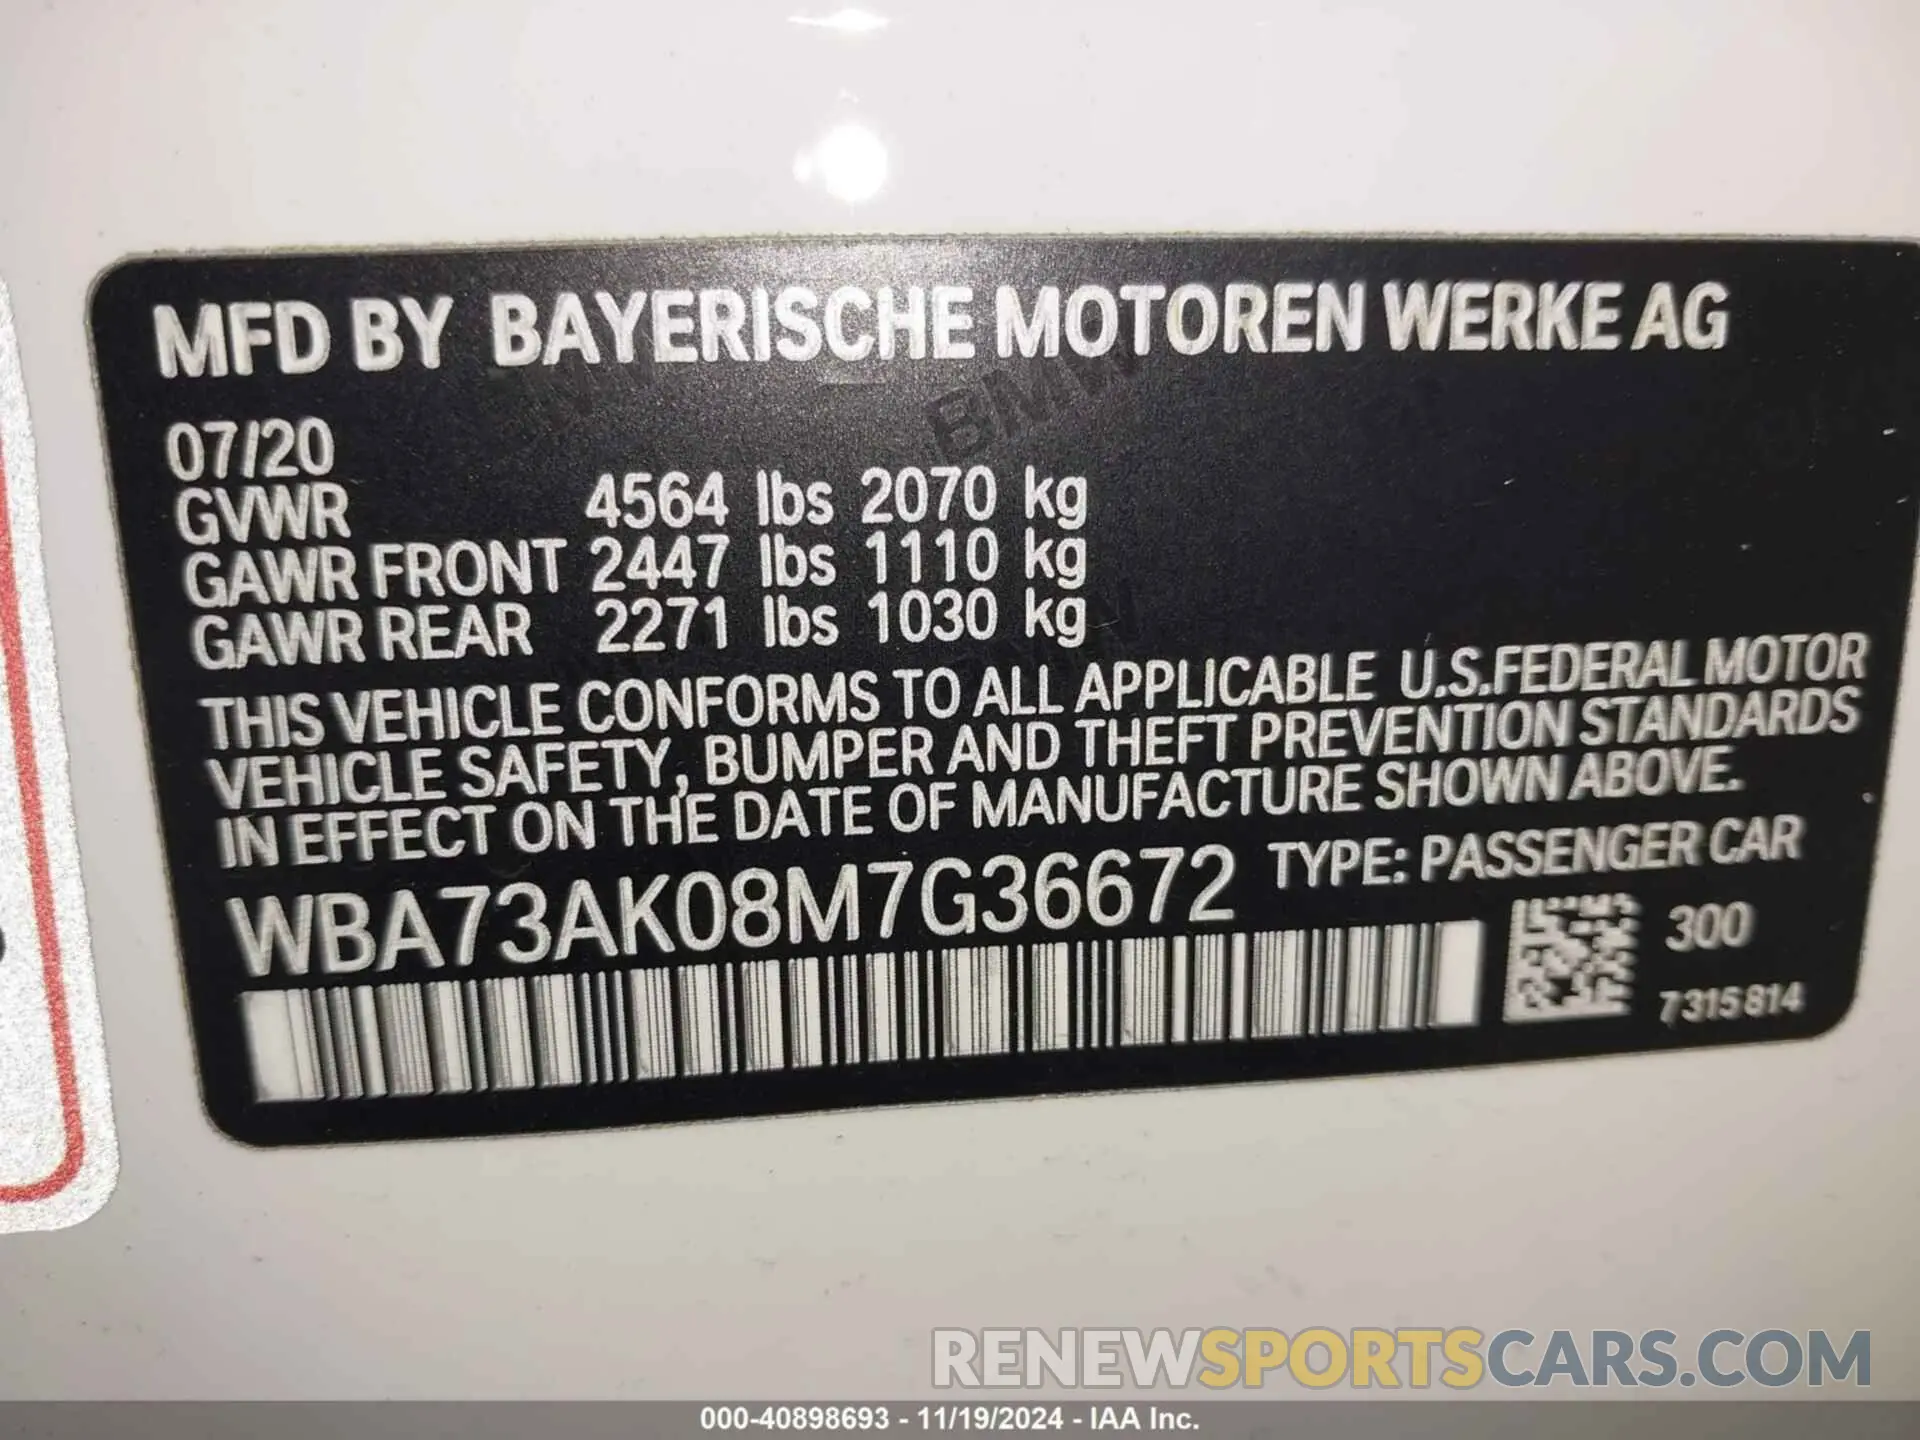 MFD BY BAYERISCHE MOTOREN WERKE AG
BMW
07/20
GVWR 4564 lbs 2070 kg
GAWR FRONT 2447 lbs 1110 kg
GAWR REAR 2271 lbs 1030 kg
THIS VEHICLE CONFORMS TO ALL APPLICABLE U.S.FEDERAL MOTOR
VEHICLE SAFETY, BUMPER AND THEFT PREVENTION STANDARDS
IN EFFECT ON THE DATE OF MANUFACTURE SHOWN ABOVE.
WBA73AK08M7G36672 TYPE: PASSENGER CAR
300
7315814
RENEWSPORTSCARS.COM
000-40898693 - 11/19/2024 - IAA Inc.